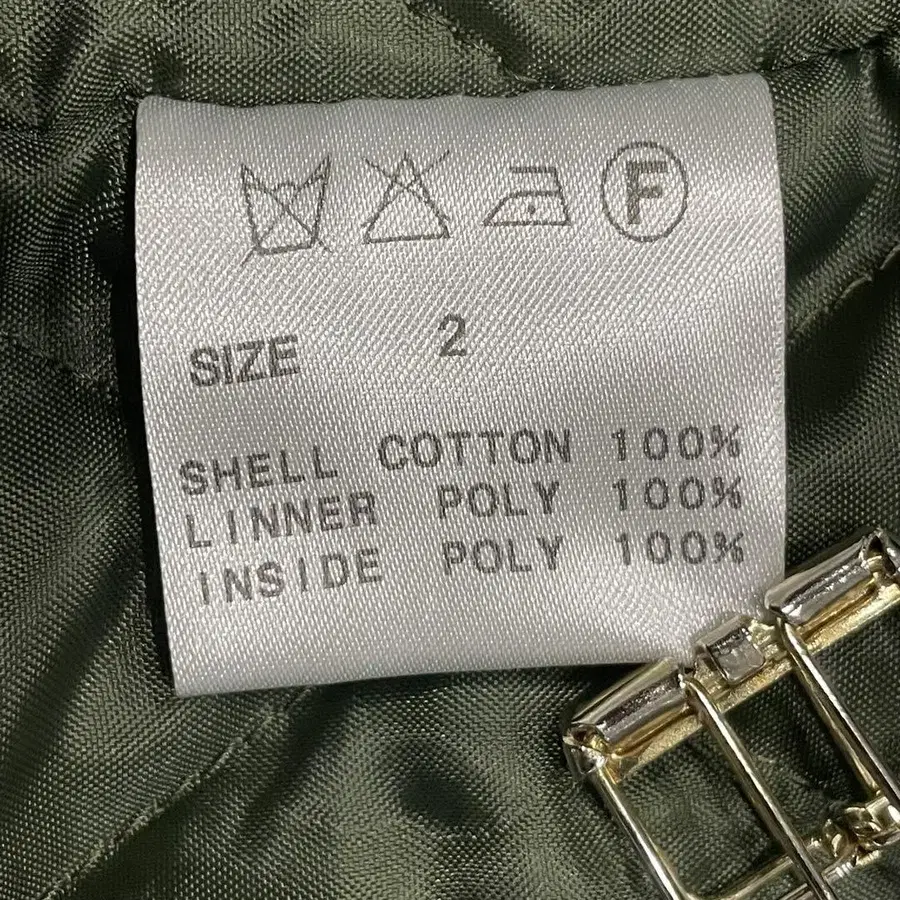 F
SIZE 2
SHELL COTTON 100%
LINNER POLY 100%
INSIDE POLY 100%